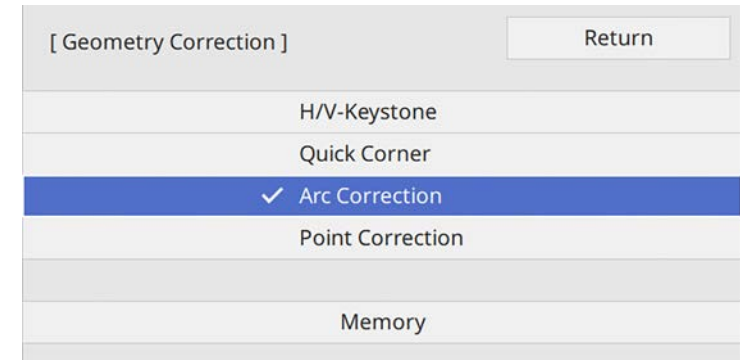 [ Geometry Correction ]
Return
H/V-Keystone
Quick Corner
✓ Arc Correction
Point Correction
Memory